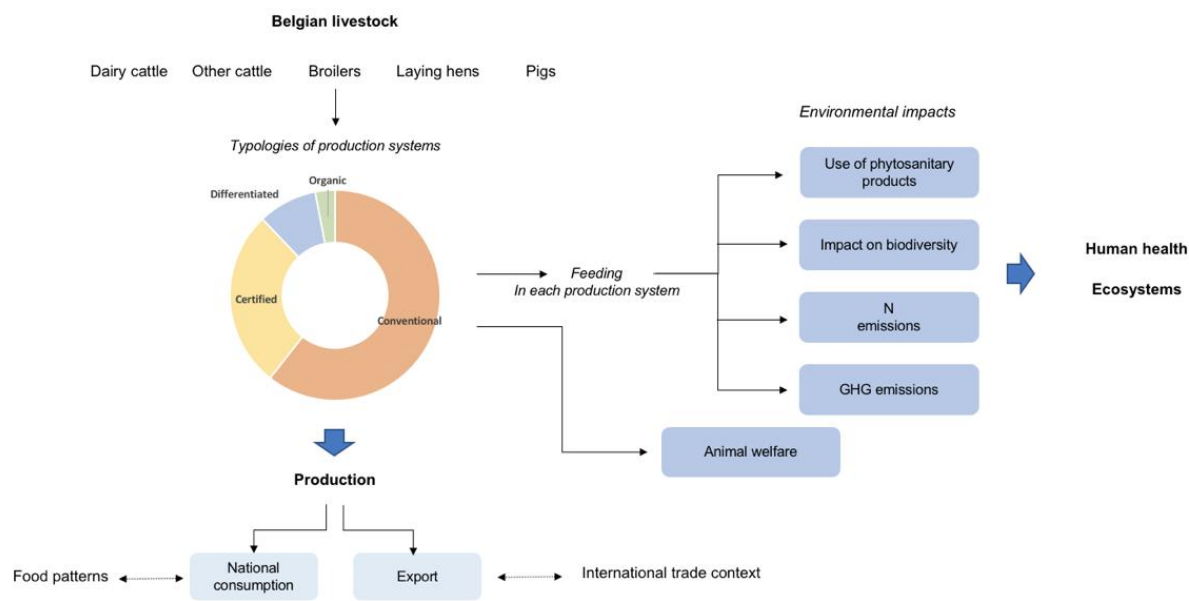 Belgian livestock
Dairy cattle Other cattle Broilers Laying hens Pigs
Typologies of production systems
Organic
Differentiated
Certified
Conventional
Feeding
In each production system
Environmental impacts
Use of phytosanitary
products
Impact on biodiversity
N
emissions
GHG emissions
Human health
Ecosystems
Animal welfare
Production
Food patterns
National
consumption
Export
International trade context